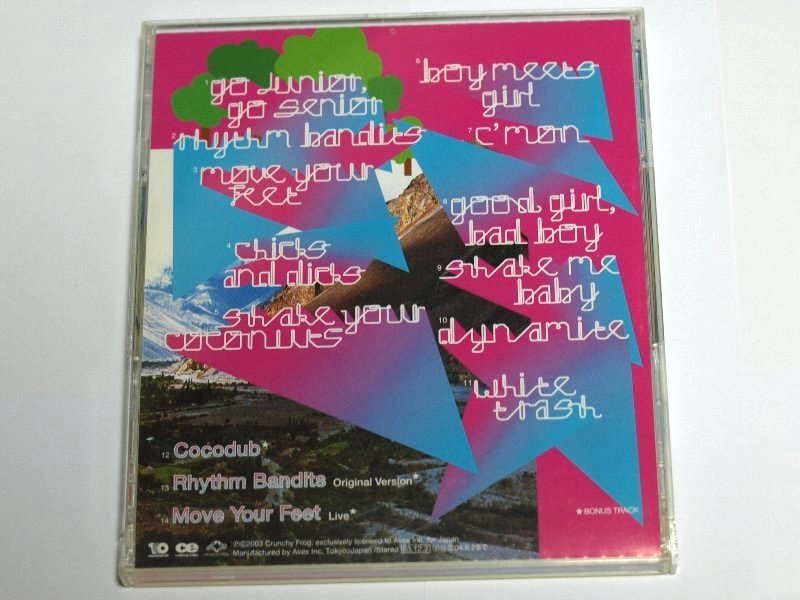 1 go junior,
go senior
2 rhythm bandits
3 move your
feet
4 chicks
and dicks
5 shake your
coconuts
6 boy meets
girl
7 c'mon
8 good girl,
bad boy
9 shake me
baby
10 dynamite
11 white
trash
12 Cocodub★
13 Rhythm Bandits Original Version★
14 Move Your Feet Live★
★BONUS TRACK
℗©2003 Crunchy Frog. exclusively licensed to Avex Inc. for Japan
Manufactured by Avex Inc, Tokyo, Japan /Stereo 03.12.3